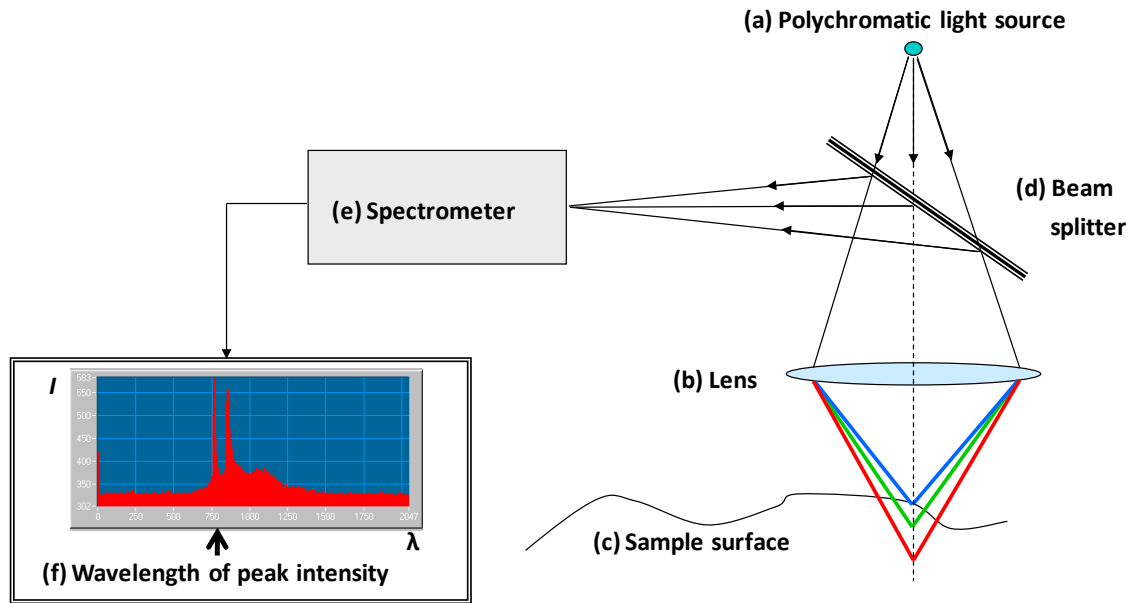 (a) Polychromatic light source
(d) Beam
splitter
(e) Spectrometer
(b) Lens
(c) Sample surface
I
583
550
500
450
400
350
302
0 250 500 750 1000 1250 1500 1750 2047
λ
(f) Wavelength of peak intensity